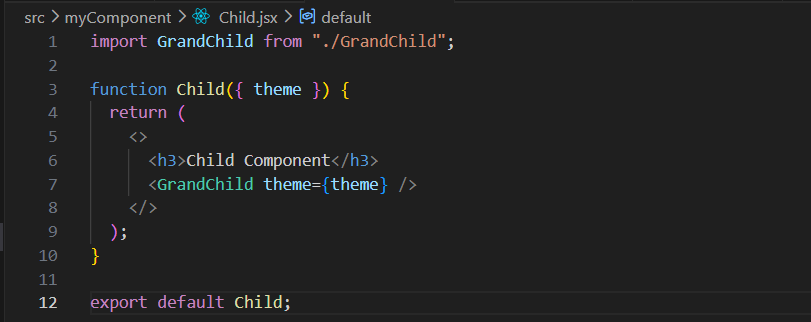 src > myComponent > Child.jsx > default
1 import GrandChild from "./GrandChild";
2
3 function Child({ theme }) {
4   return (
5     <>
6       <h3>Child Component</h3>
7       <GrandChild theme={theme} />
8     </>
9   );
10 }
11
12 export default Child;